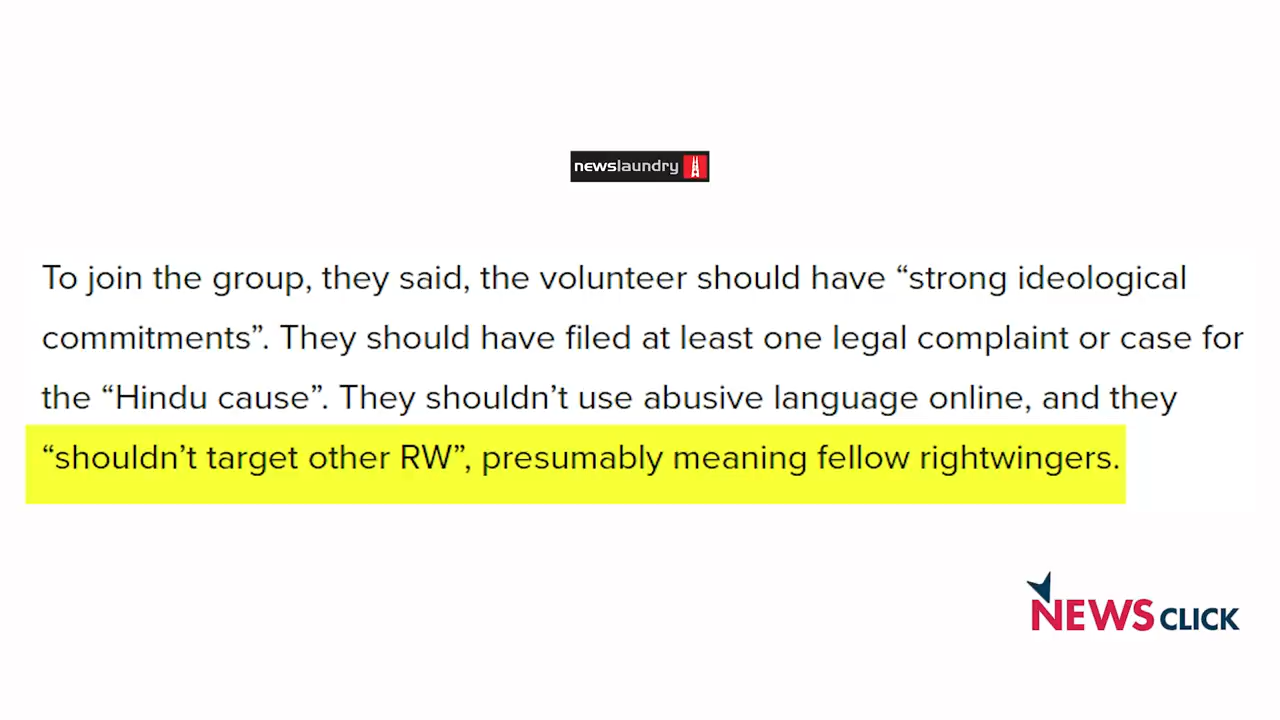 newslaundry
To join the group, they said, the volunteer should have “strong ideological
commitments”. They should have filed at least one legal complaint or case for
the “Hindu cause”. They shouldn’t use abusive language online, and they
“shouldn’t target other RW”, presumably meaning fellow rightwingers.
NEWSCLICK